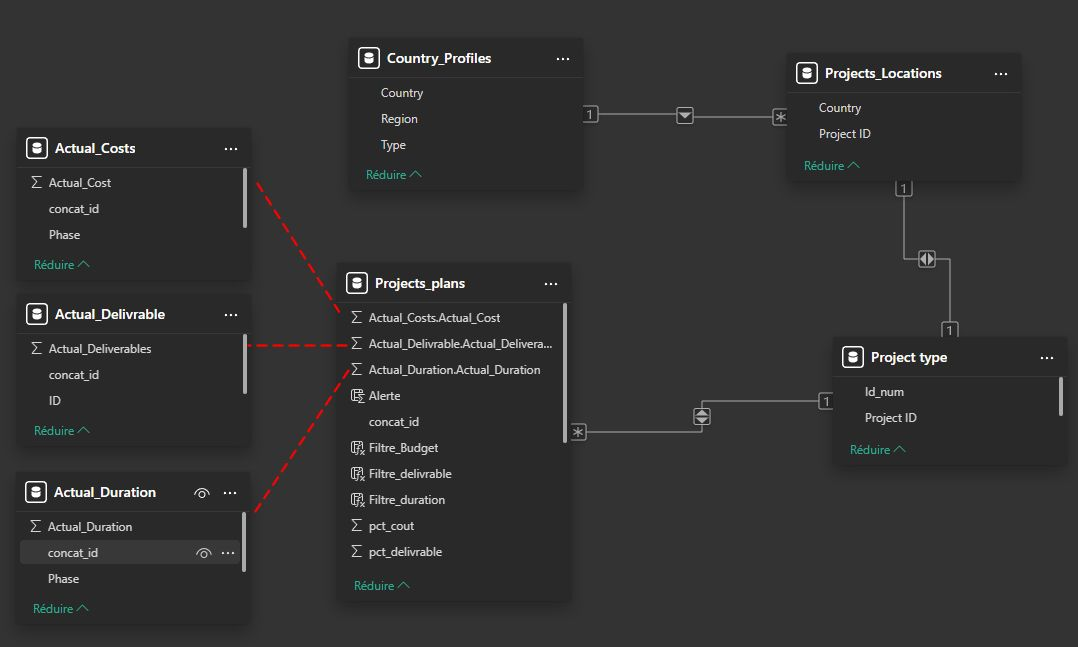 Country_Profiles
...
Country
Region
Type
Réduire
1
*
Projects_Locations
...
Country
Project ID
Réduire
1
Actual_Costs
...
Actual_Cost
concat_id
Phase
Réduire
Actual_Delivrable
...
Actual_Deliverables
concat_id
ID
Réduire
Actual_Duration
...
Actual_Duration
concat_id
...
Phase
Réduire
Projects_plans
...
Actual_Costs.Actual_Cost
Actual_Delivrable.Actual_Delivera...
Actual_Duration.Actual_Duration
Alerte
concat_id
Filtre_Budget
Filtre_delivrable
Filtre_duration
pct_cout
pct_delivrable
Réduire
*
1
1
Project type
...
Id_num
Project ID
Réduire